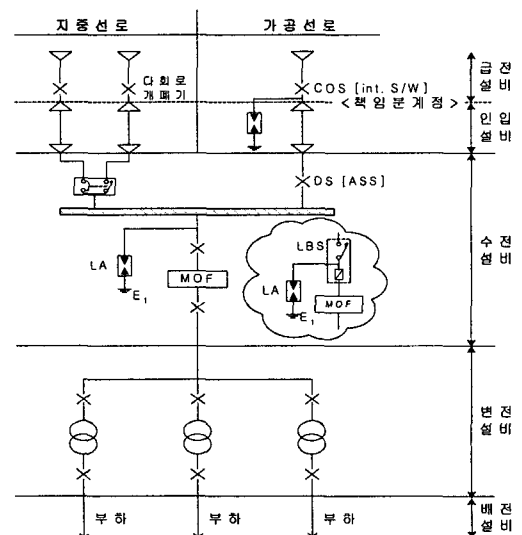 지중선로
가공선로
다회로
개폐기
COS [int. S/W]
<책임분계점>
급전
설비
인입
설비
DS [ASS]
LA
E₁
MOF
LBS
LA
E₁
MOF
수전
설비
변전
설비
부하
부하
부하
배전
설비